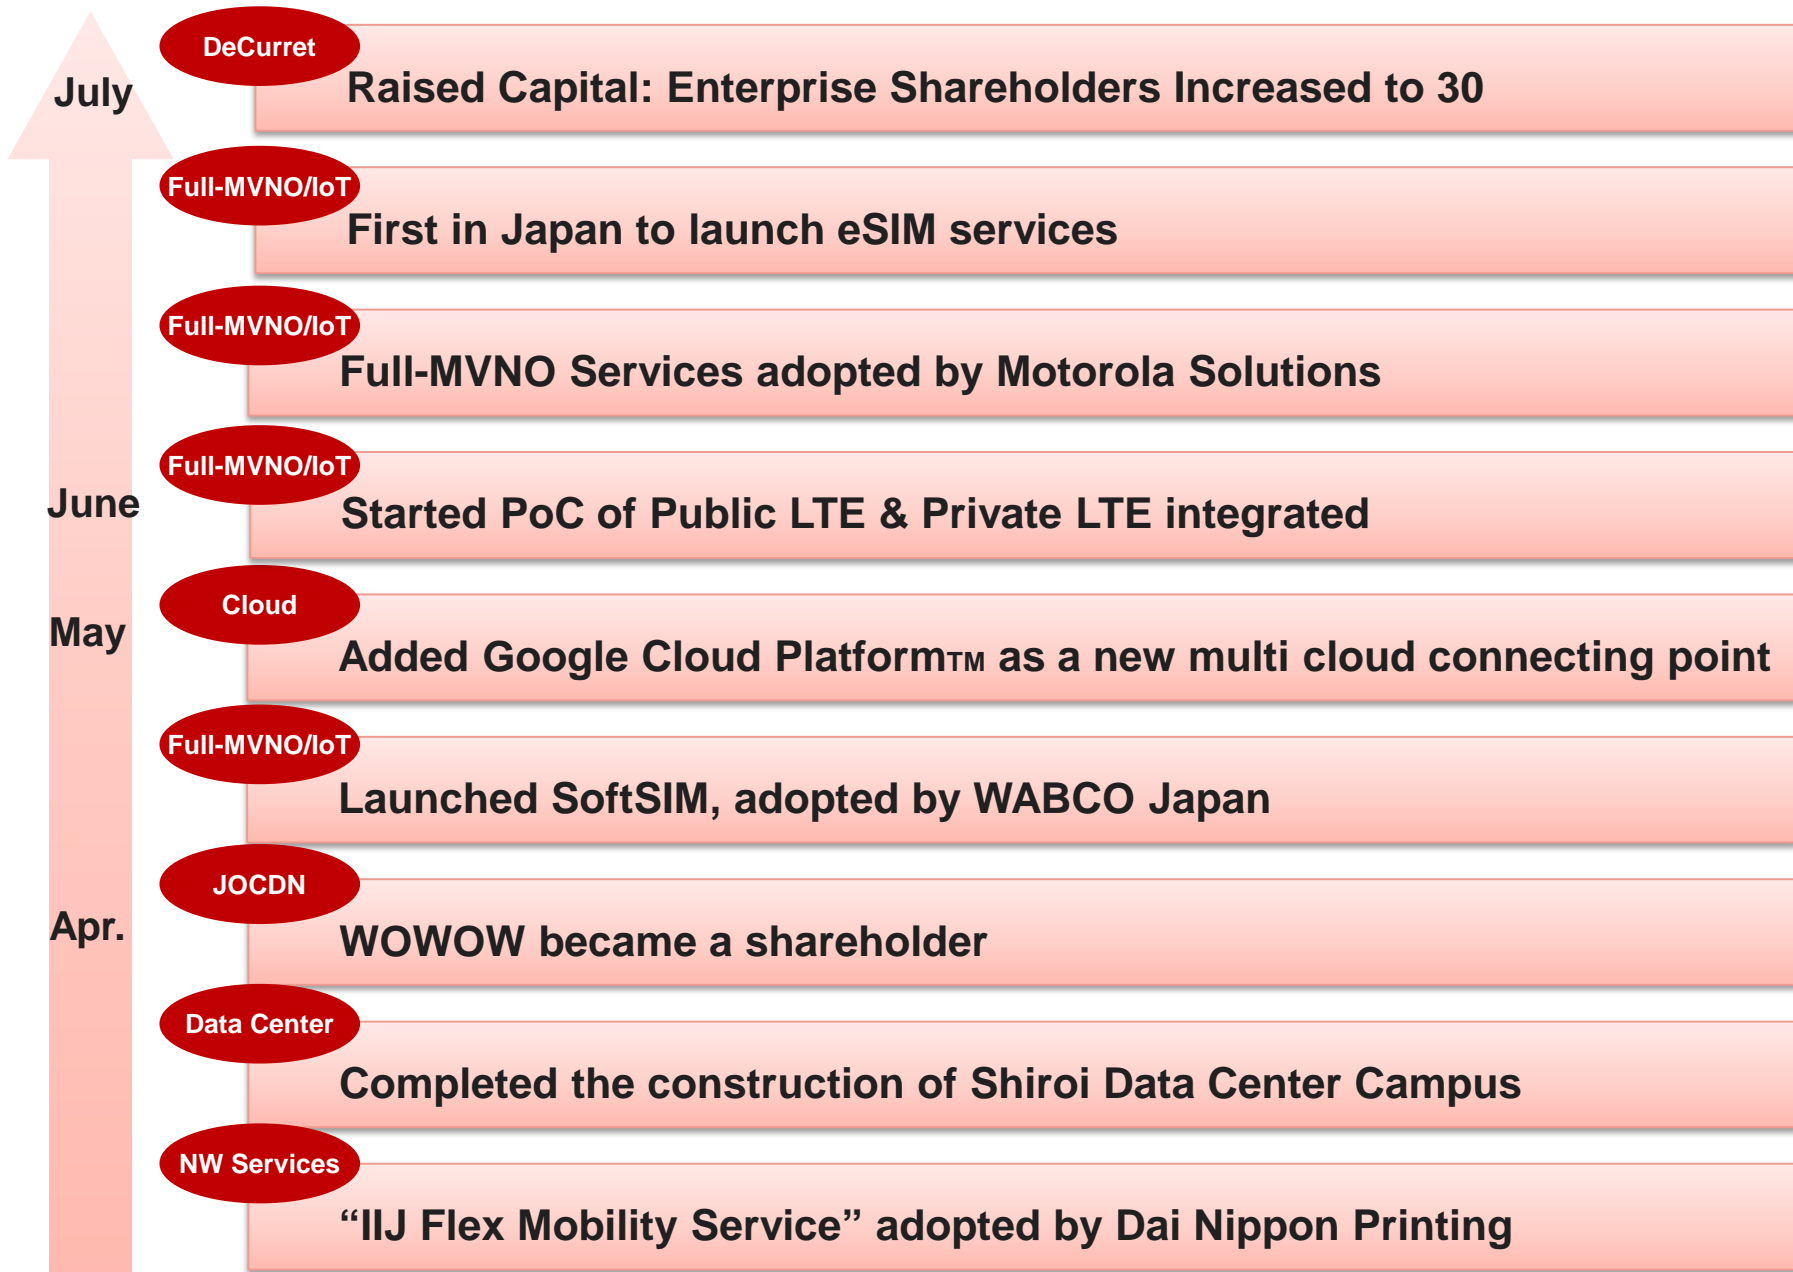 DeCurret
July
Raised Capital: Enterprise Shareholders Increased to 30
Full-MVNO/IoT
First in Japan to launch eSIM services
Full-MVNO/IoT
Full-MVNO Services adopted by Motorola Solutions
Full-MVNO/IoT
June
Started PoC of Public LTE & Private LTE integrated
Cloud
May
Added Google Cloud Platform™ as a new multi cloud connecting point
Full-MVNO/IoT
Launched SoftSIM, adopted by WABCO Japan
JOCDN
Apr.
WOWOW became a shareholder
Data Center
Completed the construction of Shiroi Data Center Campus
NW Services
“IIJ Flex Mobility Service” adopted by Dai Nippon Printing